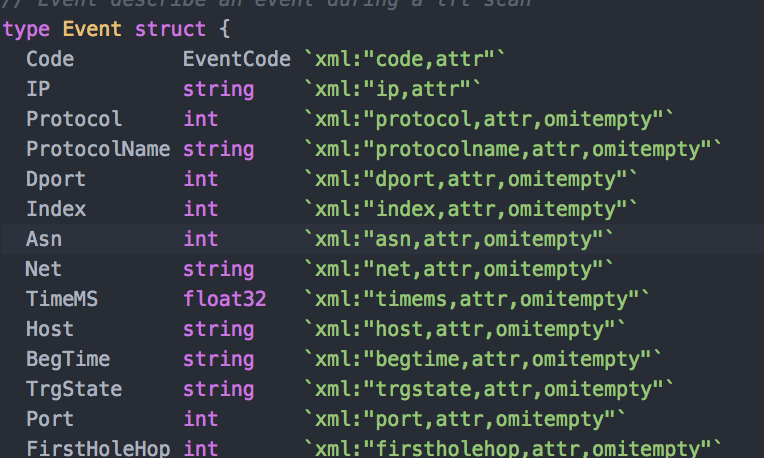 // Event describe an event during a lft scan
type Event struct {
Code EventCode `xml:"code,attr"`
IP string `xml:"ip,attr"`
Protocol int `xml:"protocol,attr,omitempty"`
ProtocolName string `xml:"protocolname,attr,omitempty"`
Dport int `xml:"dport,attr,omitempty"`
Index int `xml:"index,attr,omitempty"`
Asn int `xml:"asn,attr,omitempty"`
Net string `xml:"net,attr,omitempty"`
TimeMS float32 `xml:"timems,attr,omitempty"`
Host string `xml:"host,attr,omitempty"`
BegTime string `xml:"begtime,attr,omitempty"`
TrgState string `xml:"trgstate,attr,omitempty"`
Port int `xml:"port,attr,omitempty"`
FirstHoleHop int `xml:"firstholehop,attr,omitempty"`